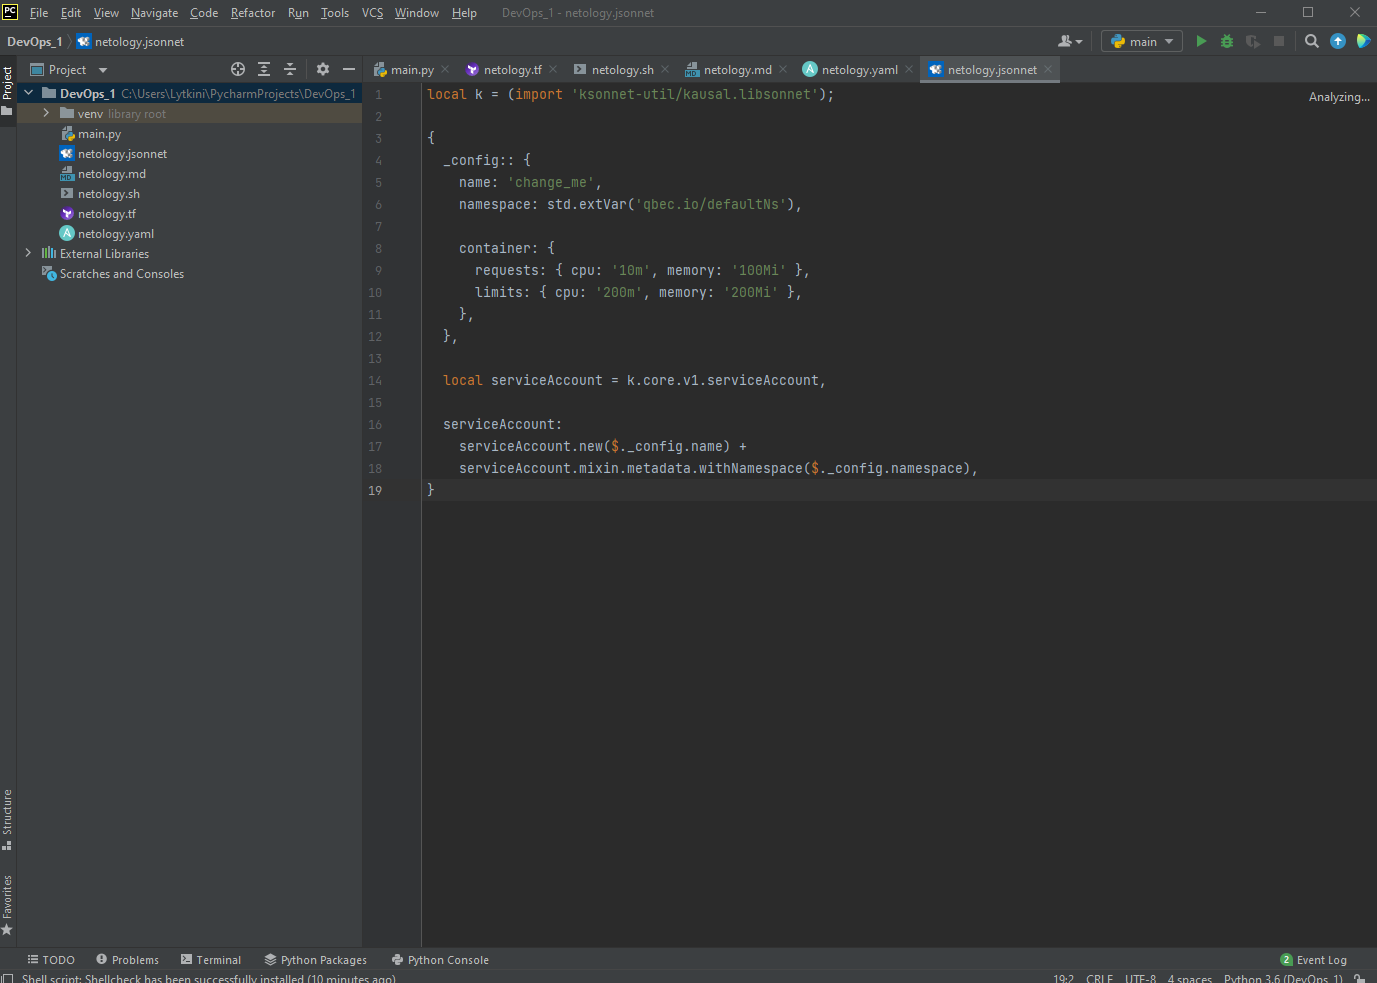 PC File Edit View Navigate Code Refactor Run Tools VCS Window Help DevOps_1 - netology.jsonnet
DevOps_1 netology.jsonnet main
Project
Project
main.py netology.tf netology.sh netology.md netology.yaml netology.jsonnet
DevOps_1 C:\Users\Lytkini\PycharmProjects\DevOps_1
venv library root
main.py
netology.jsonnet
netology.md
netology.sh
netology.tf
netology.yaml
External Libraries
Scratches and Consoles
Analyzing...
1 local k = (import 'ksonnet-util/kausal.libsonnet');
2
3 {
4 _config:: {
5 name: 'change_me',
6 namespace: std.extVar('qbec.io/defaultNs'),
7
8 container: {
9 requests: { cpu: '10m', memory: '100Mi' },
10 limits: { cpu: '200m', memory: '200Mi' },
11 },
12 },
13
14 local serviceAccount = k.core.v1.serviceAccount,
15
16 serviceAccount:
17 serviceAccount.new($._config.name) +
18 serviceAccount.mixin.metadata.withNamespace($._config.namespace),
19 }
Structure
Favorites
TODO Problems Terminal Python Packages Python Console 2 Event Log
Shell script: Shellcheck has been successfully installed (10 minutes ago) 19:2 CRLF UTF-8 4 spaces Python 3.6 (DevOps_1)